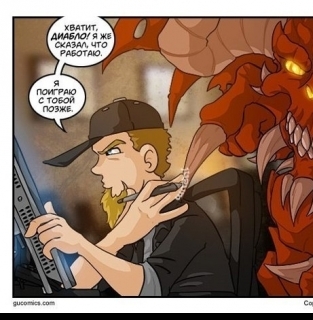 ХВАТИТ,
ДИАБЛО! Я ЖЕ
СКАЗАЛ, ЧТО
РАБОТАЮ.
Я
ПОИГРАЮ
С ТОБОЙ
ПОЗЖЕ.
gucomics.com